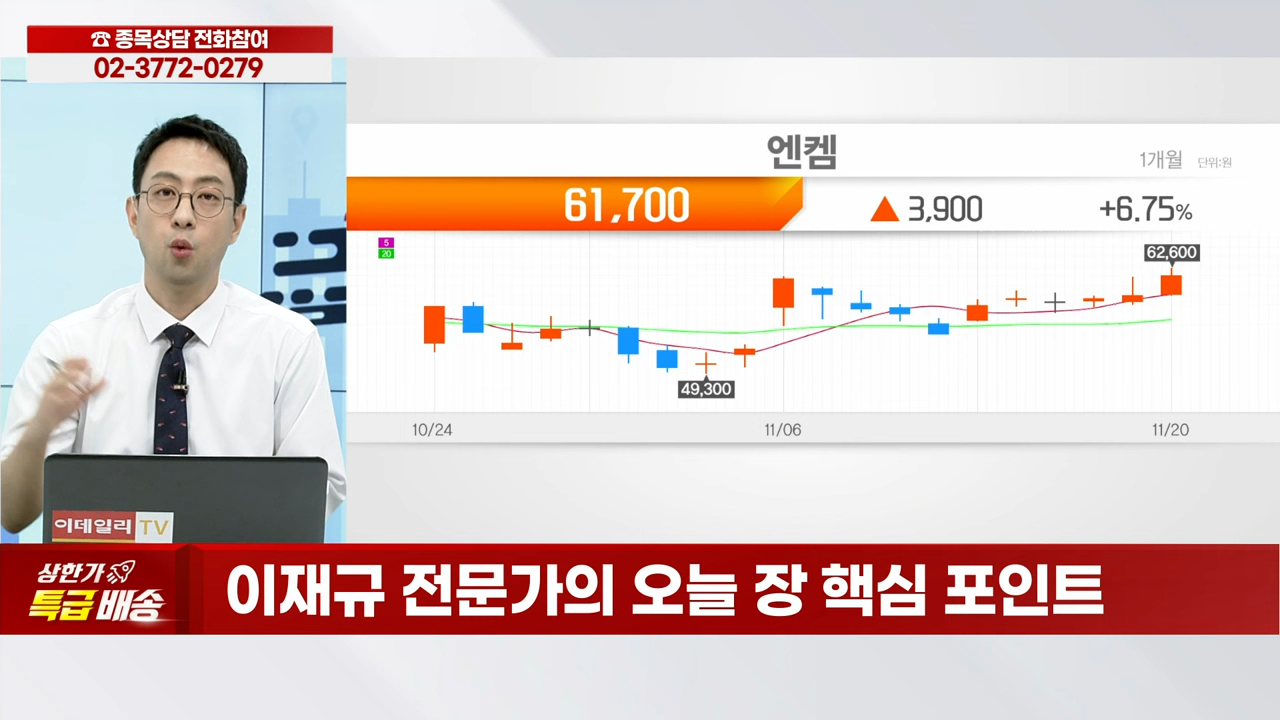 ☎ 종목상담 전화참여
02-3772-0279
엔켐
1개월 단위:원
61,700 ▲ 3,900 +6.75%
5
20
62,600
49,300
10/24 11/06 11/20
이데일리 TV
상한가
특급 배송
이재규 전문가의 오늘 장 핵심 포인트